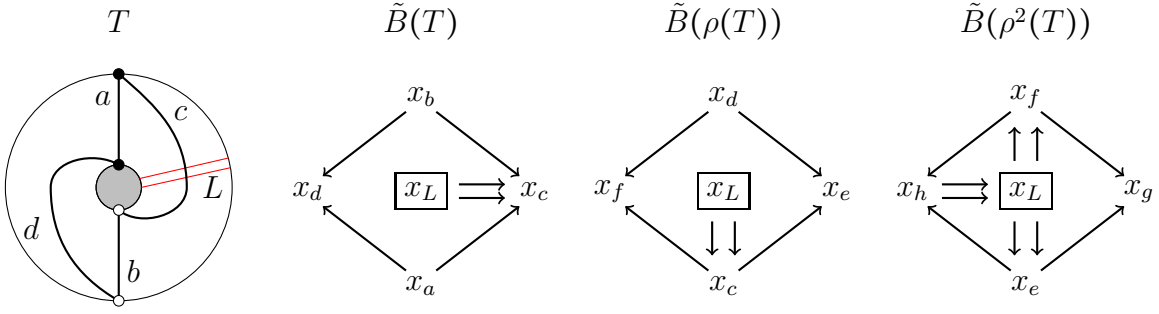 T
B̃(T)
B̃(ρ(T))
B̃(ρ²(T))
a
c
L
d
b
x_b
x_d
x_L
x_c
x_a
x_d
x_f
x_L
x_e
x_c
x_f
x_h
x_L
x_g
x_e